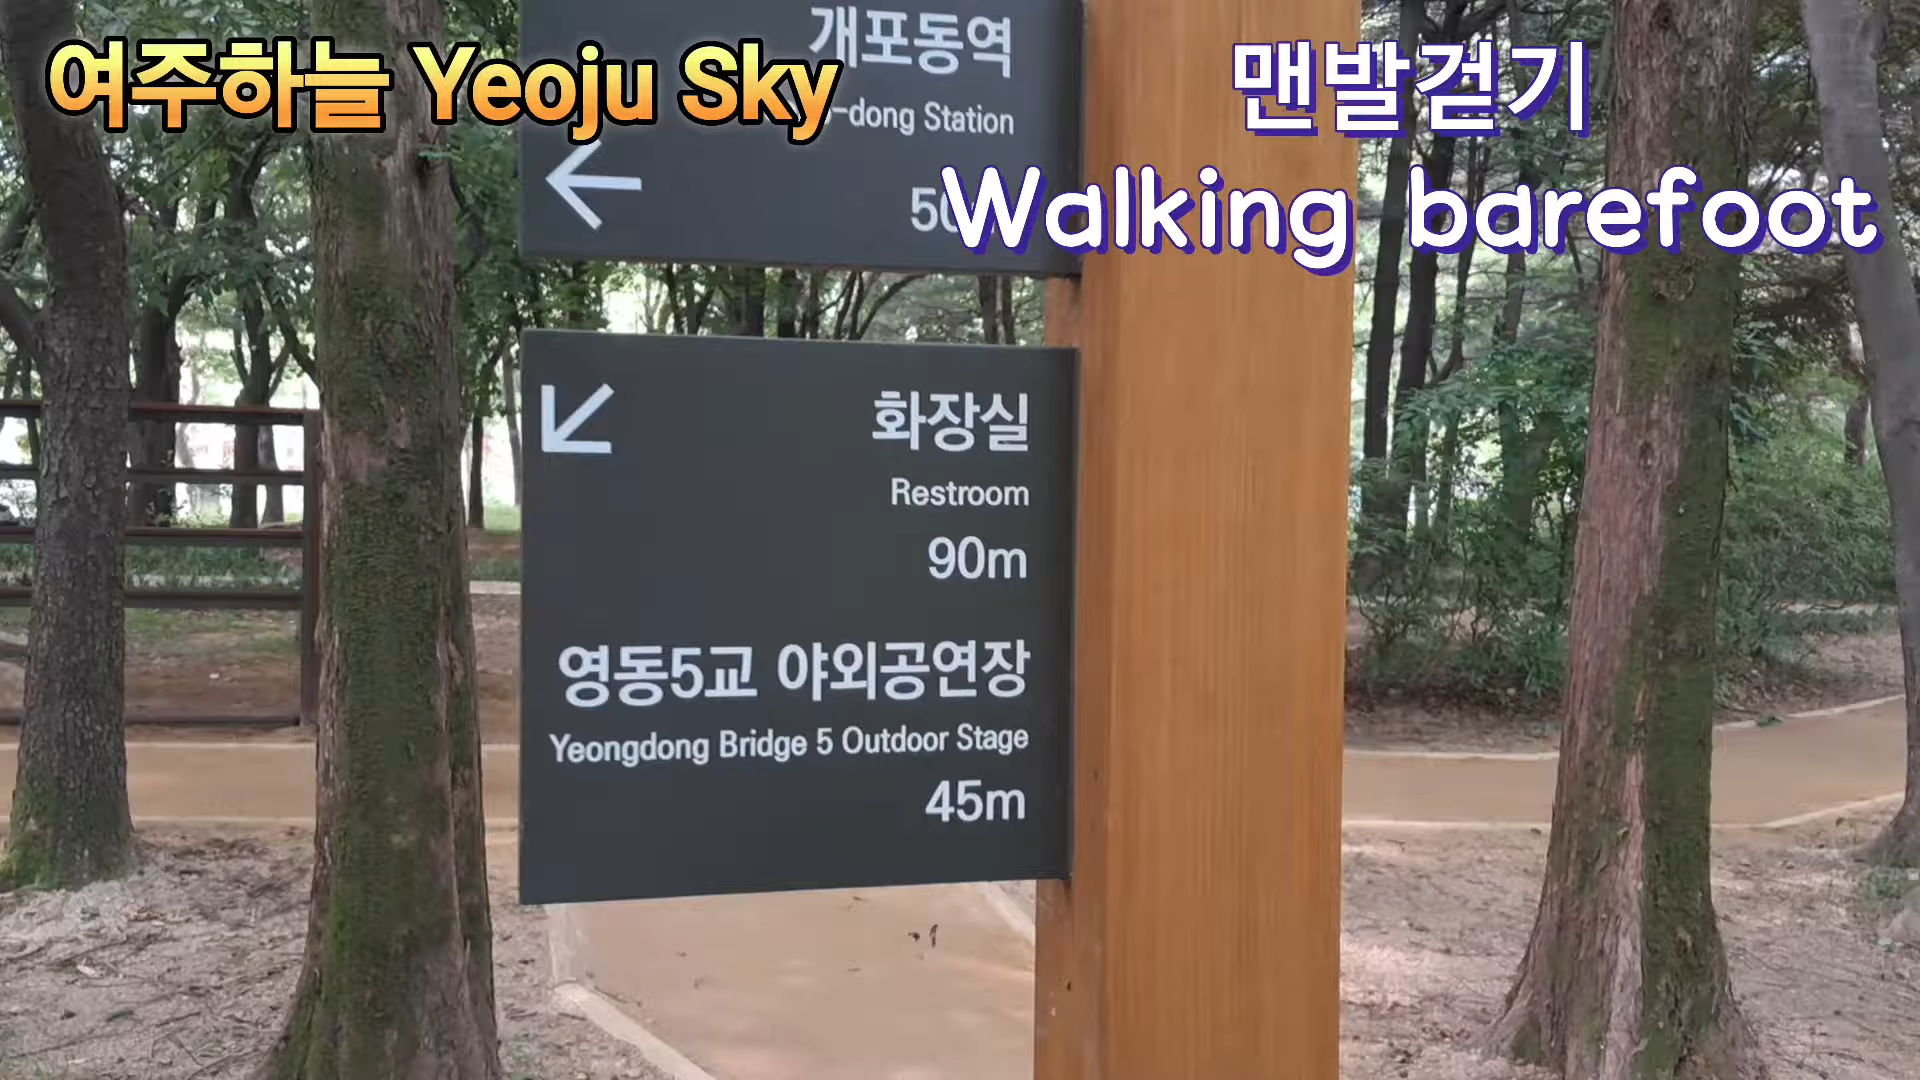 여주하늘 Yeoju Sky
맨발걷기
Walking barefoot
개포동역
-dong Station
화장실
Restroom
90m
영동5교 야외공연장
Yeongdong Bridge 5 Outdoor Stage
45m